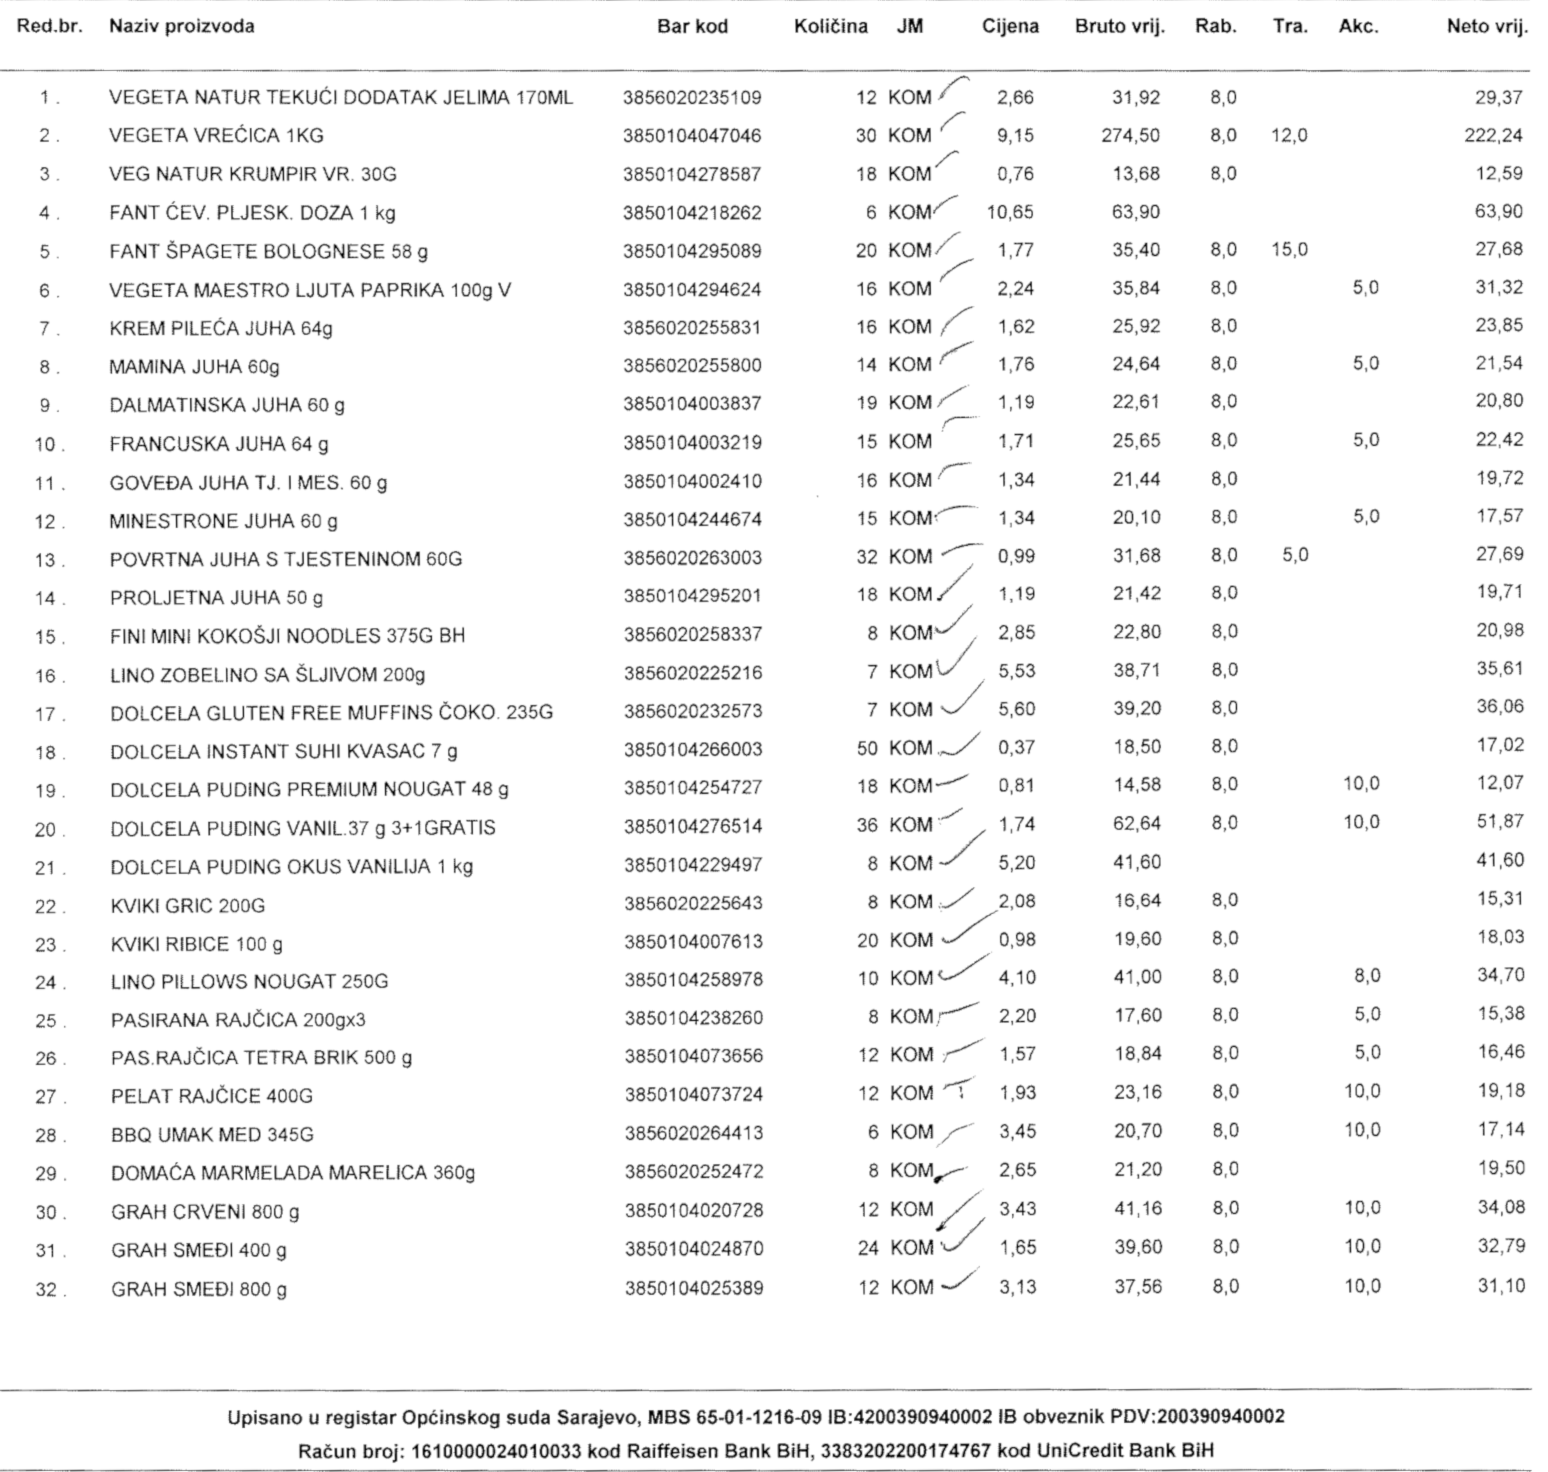 Red.br. Naziv proizvoda Bar kod Količina JM Cijena Bruto vrij. Rab. Tra. Akc. Neto vrij.
1. VEGETA NATUR TEKUĆI DODATAK JELIMA 170ML 3856020235109 12 KOM 2,66 31,92 8,0 29,37
2. VEGETA VREĆICA 1KG 3850104047046 30 KOM 9,15 274,50 8,0 12,0 222,24
3. VEG NATUR KRUMPIR VR. 30G 3850104278587 18 KOM 0,76 13,68 8,0 12,59
4. FANT ĆEV. PLJESK. DOZA 1 kg 3850104218262 6 KOM 10,65 63,90 63,90
5. FANT ŠPAGETE BOLOGNESE 58 g 3850104295089 20 KOM 1,77 35,40 8,0 15,0 27,68
6. VEGETA MAESTRO LJUTA PAPRIKA 100g V 3850104294624 16 KOM 2,24 35,84 8,0 5,0 31,32
7. KREM PILEĆA JUHA 64g 3856020255831 16 KOM 1,62 25,92 8,0 23,85
8. MAMINA JUHA 60g 3856020255800 14 KOM 1,76 24,64 8,0 5,0 21,54
9. DALMATINSKA JUHA 60 g 3850104003837 19 KOM 1,19 22,61 8,0 20,80
10. FRANCUSKA JUHA 64 g 3850104003219 15 KOM 1,71 25,65 8,0 5,0 22,42
11. GOVEĐA JUHA TJ. I MES. 60 g 3850104002410 16 KOM 1,34 21,44 8,0 19,72
12. MINESTRONE JUHA 60 g 3850104244674 15 KOM 1,34 20,10 8,0 5,0 17,57
13. POVRTNA JUHA S TJESTENINOM 60G 3856020263003 32 KOM 0,99 31,68 8,0 5,0 27,69
14. PROLJETNA JUHA 50 g 3850104295201 18 KOM 1,19 21,42 8,0 19,71
15. FINI MINI KOKOŠJI NOODLES 375G BH 3856020258337 8 KOM 2,85 22,80 8,0 20,98
16. LINO ZOBELINO SA ŠLJIVOM 200g 3856020225216 7 KOM 5,53 38,71 8,0 35,61
17. DOLCELA GLUTEN FREE MUFFINS ČOKO. 235G 3856020232573 7 KOM 5,60 39,20 8,0 36,06
18. DOLCELA INSTANT SUHI KVASAC 7 g 3850104266003 50 KOM 0,37 18,50 8,0 17,02
19. DOLCELA PUDING PREMIUM NOUGAT 48 g 3850104254727 18 KOM 0,81 14,58 8,0 10,0 12,07
20. DOLCELA PUDING VANIL.37 g 3+1GRATIS 3850104276514 36 KOM 1,74 62,64 8,0 10,0 51,87
21. DOLCELA PUDING OKUS VANILIJA 1 kg 3850104229497 8 KOM 5,20 41,60 41,60
22. KVIKI GRIC 200G 3856020225643 8 KOM 2,08 16,64 8,0 15,31
23. KVIKI RIBICE 100 g 3850104007613 20 KOM 0,98 19,60 8,0 18,03
24. LINO PILLOWS NOUGAT 250G 3850104258978 10 KOM 4,10 41,00 8,0 8,0 34,70
25. PASIRANA RAJČICA 200gx3 3850104238260 8 KOM 2,20 17,60 8,0 5,0 15,38
26. PAS.RAJČICA TETRA BRIK 500 g 3850104073656 12 KOM 1,57 18,84 8,0 5,0 16,46
27. PELAT RAJČICE 400G 3850104073724 12 KOM 1,93 23,16 8,0 10,0 19,18
28. BBQ UMAK MED 345G 3856020264413 6 KOM 3,45 20,70 8,0 10,0 17,14
29. DOMAĆA MARMELADA MARELICA 360g 3856020252472 8 KOM 2,65 21,20 8,0 19,50
30. GRAH CRVENI 800 g 3850104020728 12 KOM 3,43 41,16 8,0 10,0 34,08
31. GRAH SMEĐI 400 g 3850104024870 24 KOM 1,65 39,60 8,0 10,0 32,79
32. GRAH SMEĐI 800 g 3850104025389 12 KOM 3,13 37,56 8,0 10,0 31,10
Upisano u registar Općinskog suda Sarajevo, MBS 65-01-1216-09 IB:4200390940002 IB obveznik PDV:200390940002
Račun broj: 1610000024010033 kod Raiffeisen Bank BiH, 3383202200174767 kod UniCredit Bank BiH